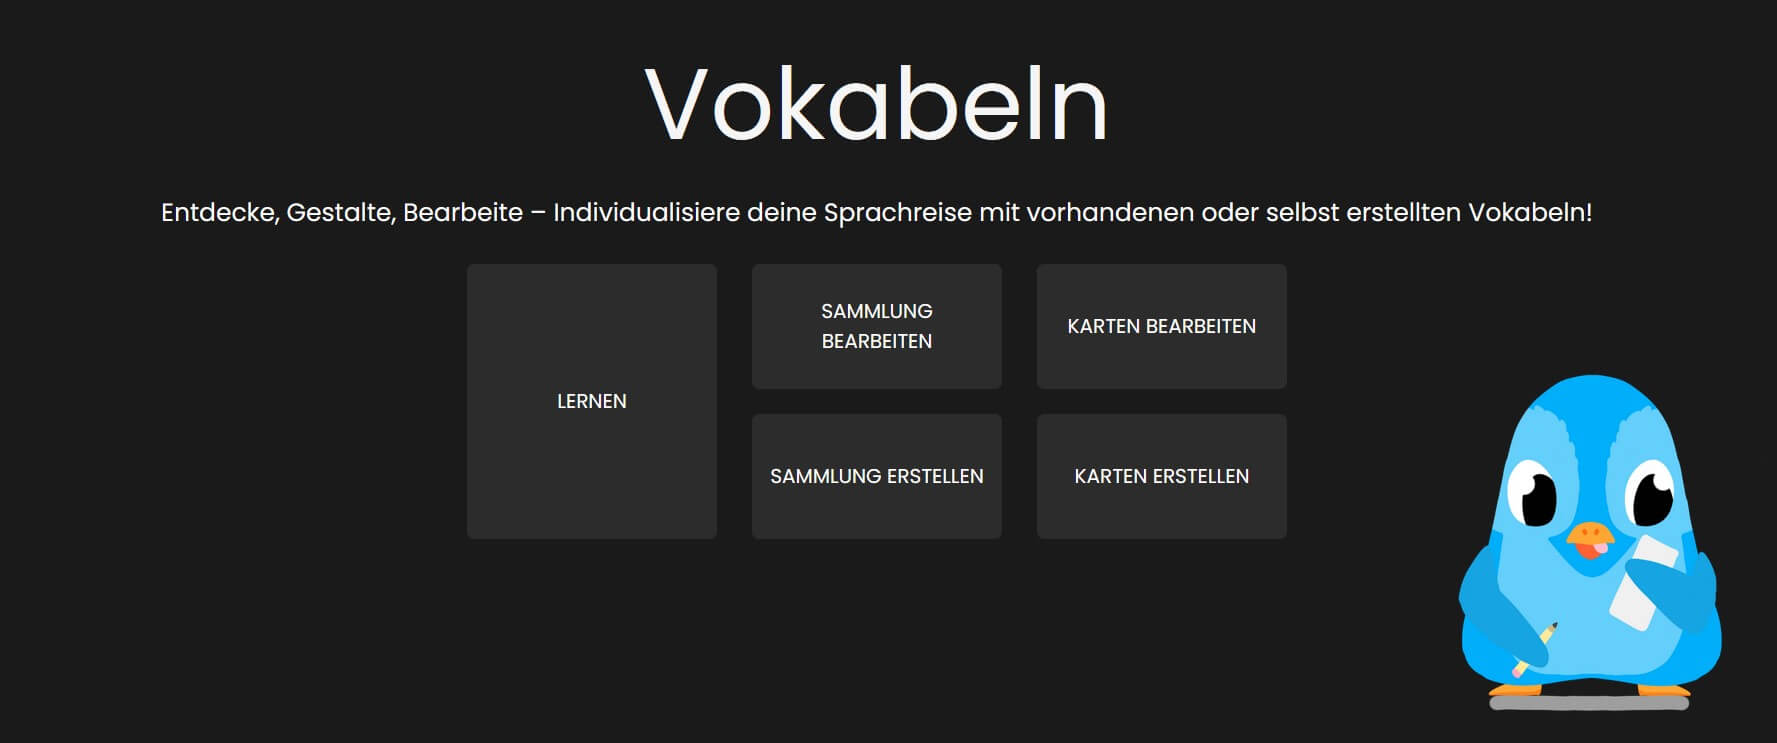 Vokabeln
Entdecke, Gestalte, Bearbeite – Individualisiere deine Sprachreise mit vorhandenen oder selbst erstellten Vokabeln!
LERNEN
SAMMLUNG
BEARBEITEN
KARTEN BEARBEITEN
SAMMLUNG ERSTELLEN
KARTEN ERSTELLEN